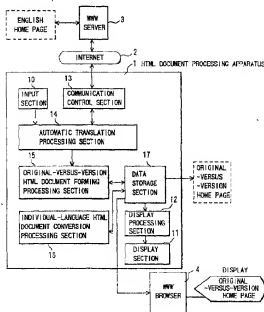 ENGLISH
HOME PAGE
WWW
SERVER
3
2
INTERNET
1 HTML DOCUMENT PROCESSING APPARATUS
10
INPUT
SECTION
13
COMMUNICATION
CONTROL SECTION
14
AUTOMATIC TRANSLATION
PROCESSING SECTION
15
ORIGINAL-VERSUS-VERSION
HTML DOCUMENT FORMING
PROCESSING SECTION
17
DATA
STORAGE
SECTION
ORIGINAL-
VERSUS-
VERSION
HOME PAGE
12
DISPLAY
PROCESSING
SECTION
INDIVIDUAL-LANGUAGE HTML
DOCUMENT CONVERSION
PROCESSING SECTION
16
11
DISPLAY
SECTION
4
WWW
BROWSER
DISPLAY
ORIGINAL
-VERSUS-VERSION
HOME PAGE